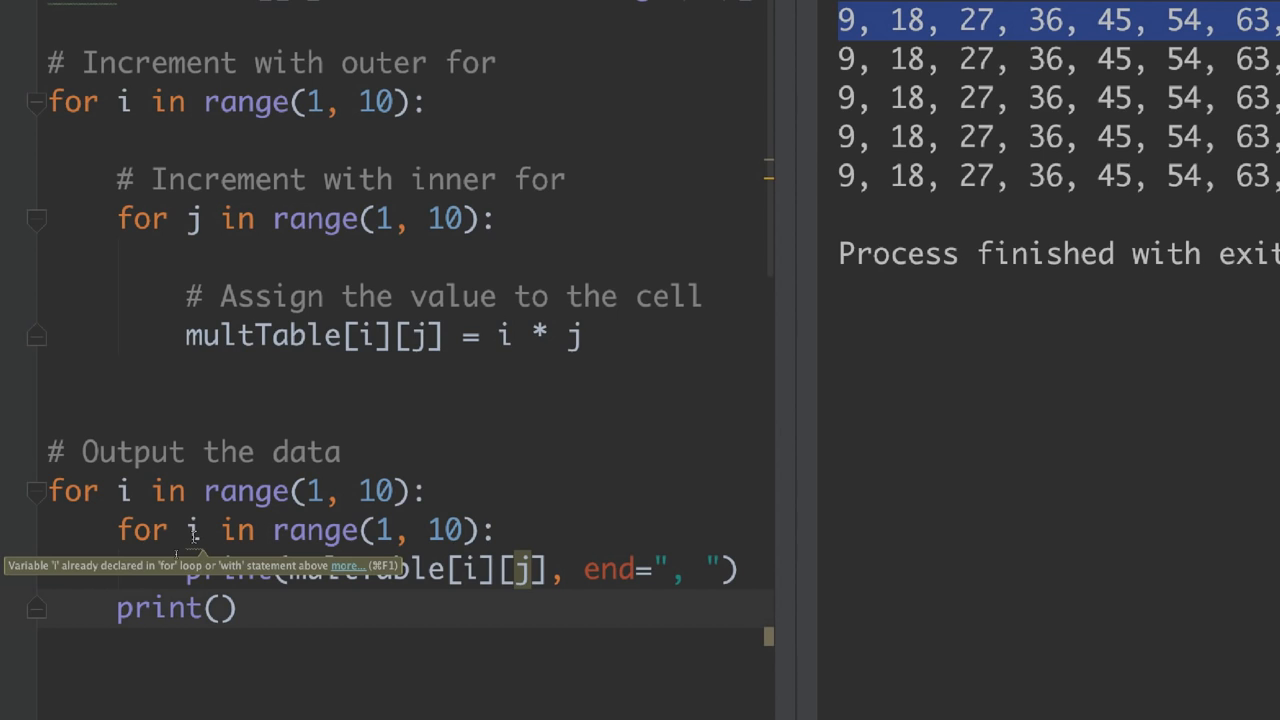 # Increment with outer for
for i in range(1, 10):
# Increment with inner for
for j in range(1, 10):
# Assign the value to the cell
multTable[i][j] = i * j
# Output the data
for i in range(1, 10):
for i in range(1, 10):
Variable 'i' already declared in 'for' loop or 'with' statement above more... (⌘F1)
print(multTable[i][j], end=", ")
print()
9, 18, 27, 36, 45, 54, 63,
9, 18, 27, 36, 45, 54, 63,
9, 18, 27, 36, 45, 54, 63,
9, 18, 27, 36, 45, 54, 63,
9, 18, 27, 36, 45, 54, 63,
Process finished with exit